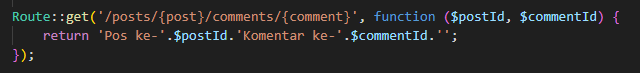 Route::get('/posts/{post}/comments/{comment}', function ($postId, $commentId) {
    return 'Pos ke-'.$postId.'Komentar ke-'.$commentId.'';
});